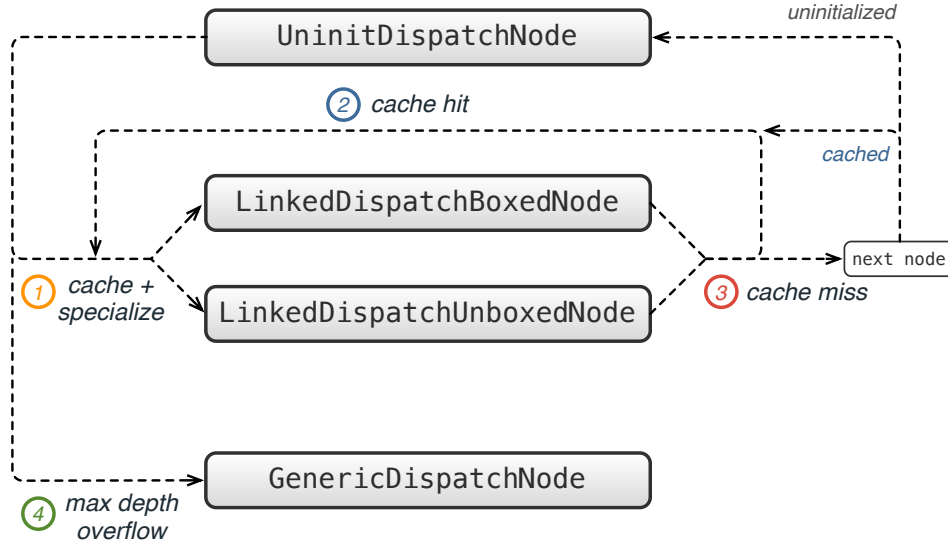 uninitialized
UninitDispatchNode
2 cache hit
cached
LinkedDispatchBoxedNode
next node
1 cache +
specialize
3 cache miss
LinkedDispatchUnboxedNode
GenericDispatchNode
4 max depth
overflow